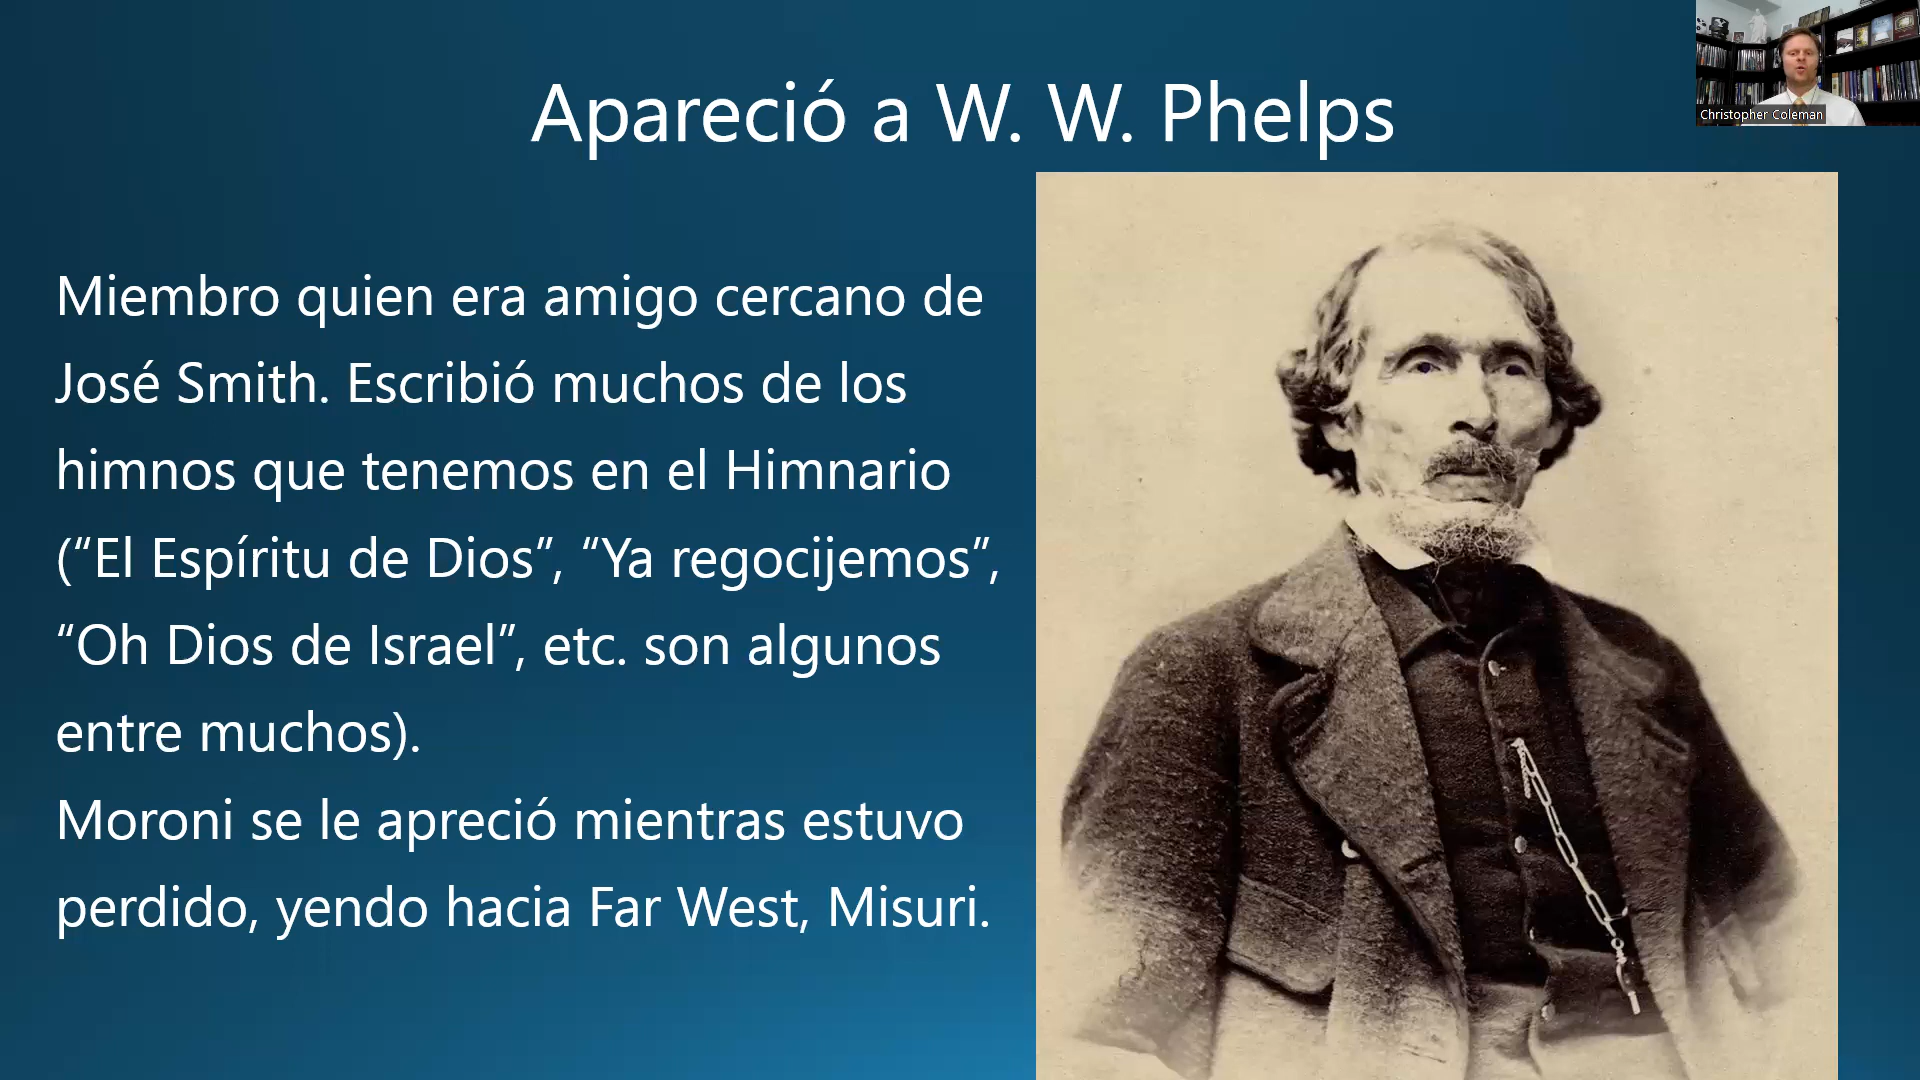 Apareció a W. W. Phelps
Christopher Coleman
Miembro quien era amigo cercano de
José Smith. Escribió muchos de los
himnos que tenemos en el Himnario
(“El Espíritu de Dios”, “Ya regocijemos”,
“Oh Dios de Israel”, etc. son algunos
entre muchos).
Moroni se le apreció mientras estuvo
perdido, yendo hacia Far West, Misuri.